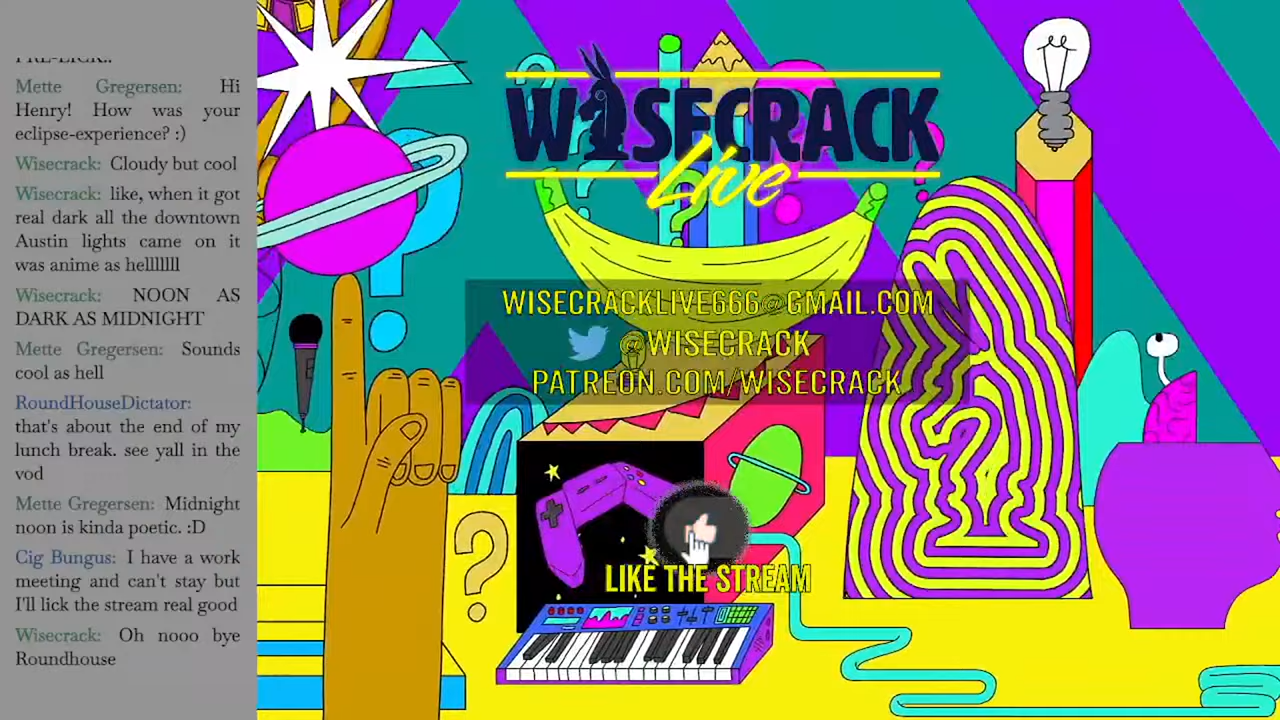 Mette Gregersen: Hi
Henry! How was your
eclipse-experience? :)
Wisecrack: Cloudy but cool
Wisecrack: like, when it got
real dark all the downtown
Austin lights came on it
was anime as helllllll
Wisecrack: NOON AS
DARK AS MIDNIGHT
Mette Gregersen: Sounds
cool as hell
RoundHouseDictator:
that's about the end of my
lunch break. see yall in the
vod
Mette Gregersen: Midnight
noon is kinda poetic. :D
Cig Bungus: I have a work
meeting and can't stay but
I'll lick the stream real good
Wisecrack: Oh nooo bye
Roundhouse
WISECRACK
Live
WISECRACKLIVE666@GMAIL.COM
@WISECRACK
PATREON.COM/WISECRACK
LIKE THE STREAM